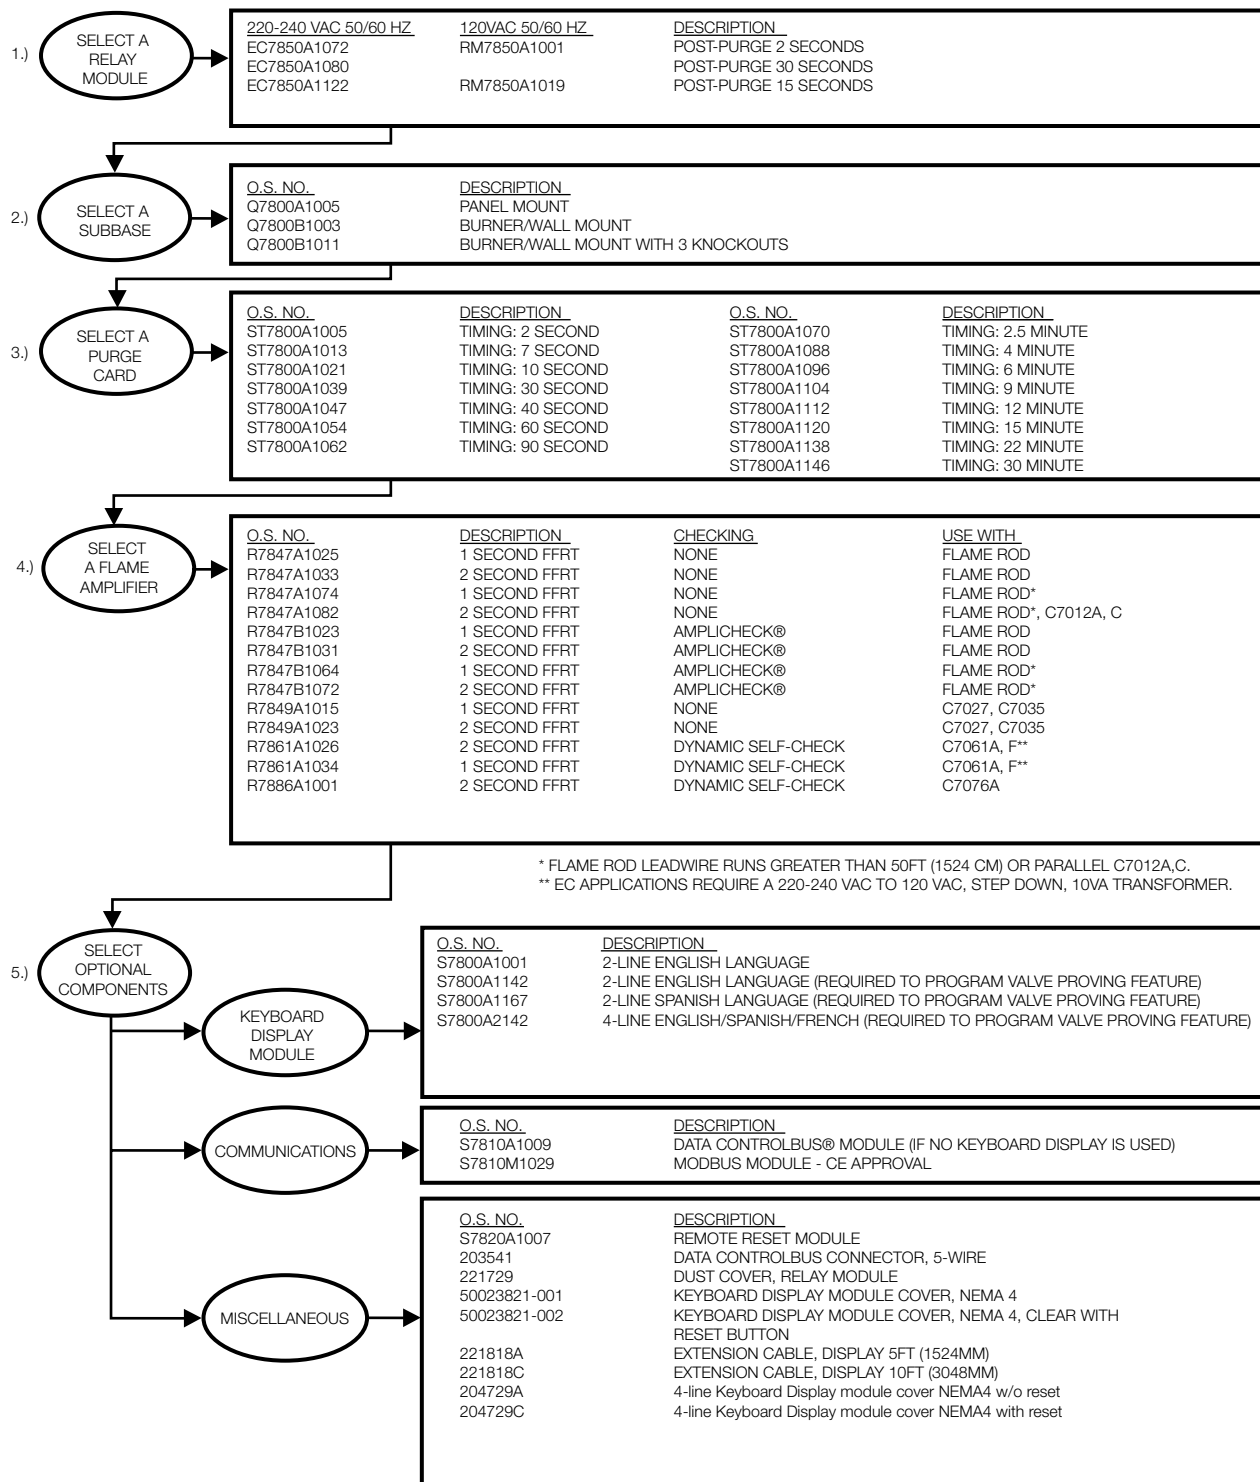 1.)
SELECT A
RELAY
MODULE
220-240 VAC 50/60 HZ 120VAC 50/60 HZ DESCRIPTION
EC7850A1072 RM7850A1001 POST-PURGE 2 SECONDS
EC7850A1080 POST-PURGE 30 SECONDS
EC7850A1122 RM7850A1019 POST-PURGE 15 SECONDS
2.)
SELECT A
SUBBASE
O.S. NO. DESCRIPTION
Q7800A1005 PANEL MOUNT
Q7800B1003 BURNER/WALL MOUNT
Q7800B1011 BURNER/WALL MOUNT WITH 3 KNOCKOUTS
3.)
SELECT A
PURGE
CARD
O.S. NO. DESCRIPTION O.S. NO. DESCRIPTION
ST7800A1005 TIMING: 2 SECOND ST7800A1070 TIMING: 2.5 MINUTE
ST7800A1013 TIMING: 7 SECOND ST7800A1088 TIMING: 4 MINUTE
ST7800A1021 TIMING: 10 SECOND ST7800A1096 TIMING: 6 MINUTE
ST7800A1039 TIMING: 30 SECOND ST7800A1104 TIMING: 9 MINUTE
ST7800A1047 TIMING: 40 SECOND ST7800A1112 TIMING: 12 MINUTE
ST7800A1054 TIMING: 60 SECOND ST7800A1120 TIMING: 15 MINUTE
ST7800A1062 TIMING: 90 SECOND ST7800A1138 TIMING: 22 MINUTE
ST7800A1146 TIMING: 30 MINUTE
4.)
SELECT
A FLAME
AMPLIFIER
O.S. NO. DESCRIPTION CHECKING USE WITH
R7847A1025 1 SECOND FFRT NONE FLAME ROD
R7847A1033 2 SECOND FFRT NONE FLAME ROD
R7847A1074 1 SECOND FFRT NONE FLAME ROD*
R7847A1082 2 SECOND FFRT NONE FLAME ROD*, C7012A, C
R7847B1023 1 SECOND FFRT AMPLICHECK® FLAME ROD
R7847B1031 2 SECOND FFRT AMPLICHECK® FLAME ROD
R7847B1064 1 SECOND FFRT AMPLICHECK® FLAME ROD*
R7847B1072 2 SECOND FFRT AMPLICHECK® FLAME ROD*
R7849A1015 1 SECOND FFRT NONE C7027, C7035
R7849A1023 2 SECOND FFRT NONE C7027, C7035
R7861A1026 2 SECOND FFRT DYNAMIC SELF-CHECK C7061A, F**
R7861A1034 1 SECOND FFRT DYNAMIC SELF-CHECK C7061A, F**
R7886A1001 2 SECOND FFRT DYNAMIC SELF-CHECK C7076A
* FLAME ROD LEADWIRE RUNS GREATER THAN 50FT (1524 CM) OR PARALLEL C7012A,C.
** EC APPLICATIONS REQUIRE A 220-240 VAC TO 120 VAC, STEP DOWN, 10VA TRANSFORMER.
5.)
SELECT
OPTIONAL
COMPONENTS
KEYBOARD
DISPLAY
MODULE
O.S. NO. DESCRIPTION
S7800A1001 2-LINE ENGLISH LANGUAGE
S7800A1142 2-LINE ENGLISH LANGUAGE (REQUIRED TO PROGRAM VALVE PROVING FEATURE)
S7800A1167 2-LINE SPANISH LANGUAGE (REQUIRED TO PROGRAM VALVE PROVING FEATURE)
S7800A2142 4-LINE ENGLISH/SPANISH/FRENCH (REQUIRED TO PROGRAM VALVE PROVING FEATURE)
COMMUNICATIONS
O.S. NO. DESCRIPTION
S7810A1009 DATA CONTROLBUS® MODULE (IF NO KEYBOARD DISPLAY IS USED)
S7810M1029 MODBUS MODULE - CE APPROVAL
MISCELLANEOUS
O.S. NO. DESCRIPTION
S7820A1007 REMOTE RESET MODULE
203541 DATA CONTROLBUS CONNECTOR, 5-WIRE
221729 DUST COVER, RELAY MODULE
50023821-001 KEYBOARD DISPLAY MODULE COVER, NEMA 4
50023821-002 KEYBOARD DISPLAY MODULE COVER, NEMA 4, CLEAR WITH
RESET BUTTON
221818A EXTENSION CABLE, DISPLAY 5FT (1524MM)
221818C EXTENSION CABLE, DISPLAY 10FT (3048MM)
204729A 4-line Keyboard Display module cover NEMA4 w/o reset
204729C 4-line Keyboard Display module cover NEMA4 with reset